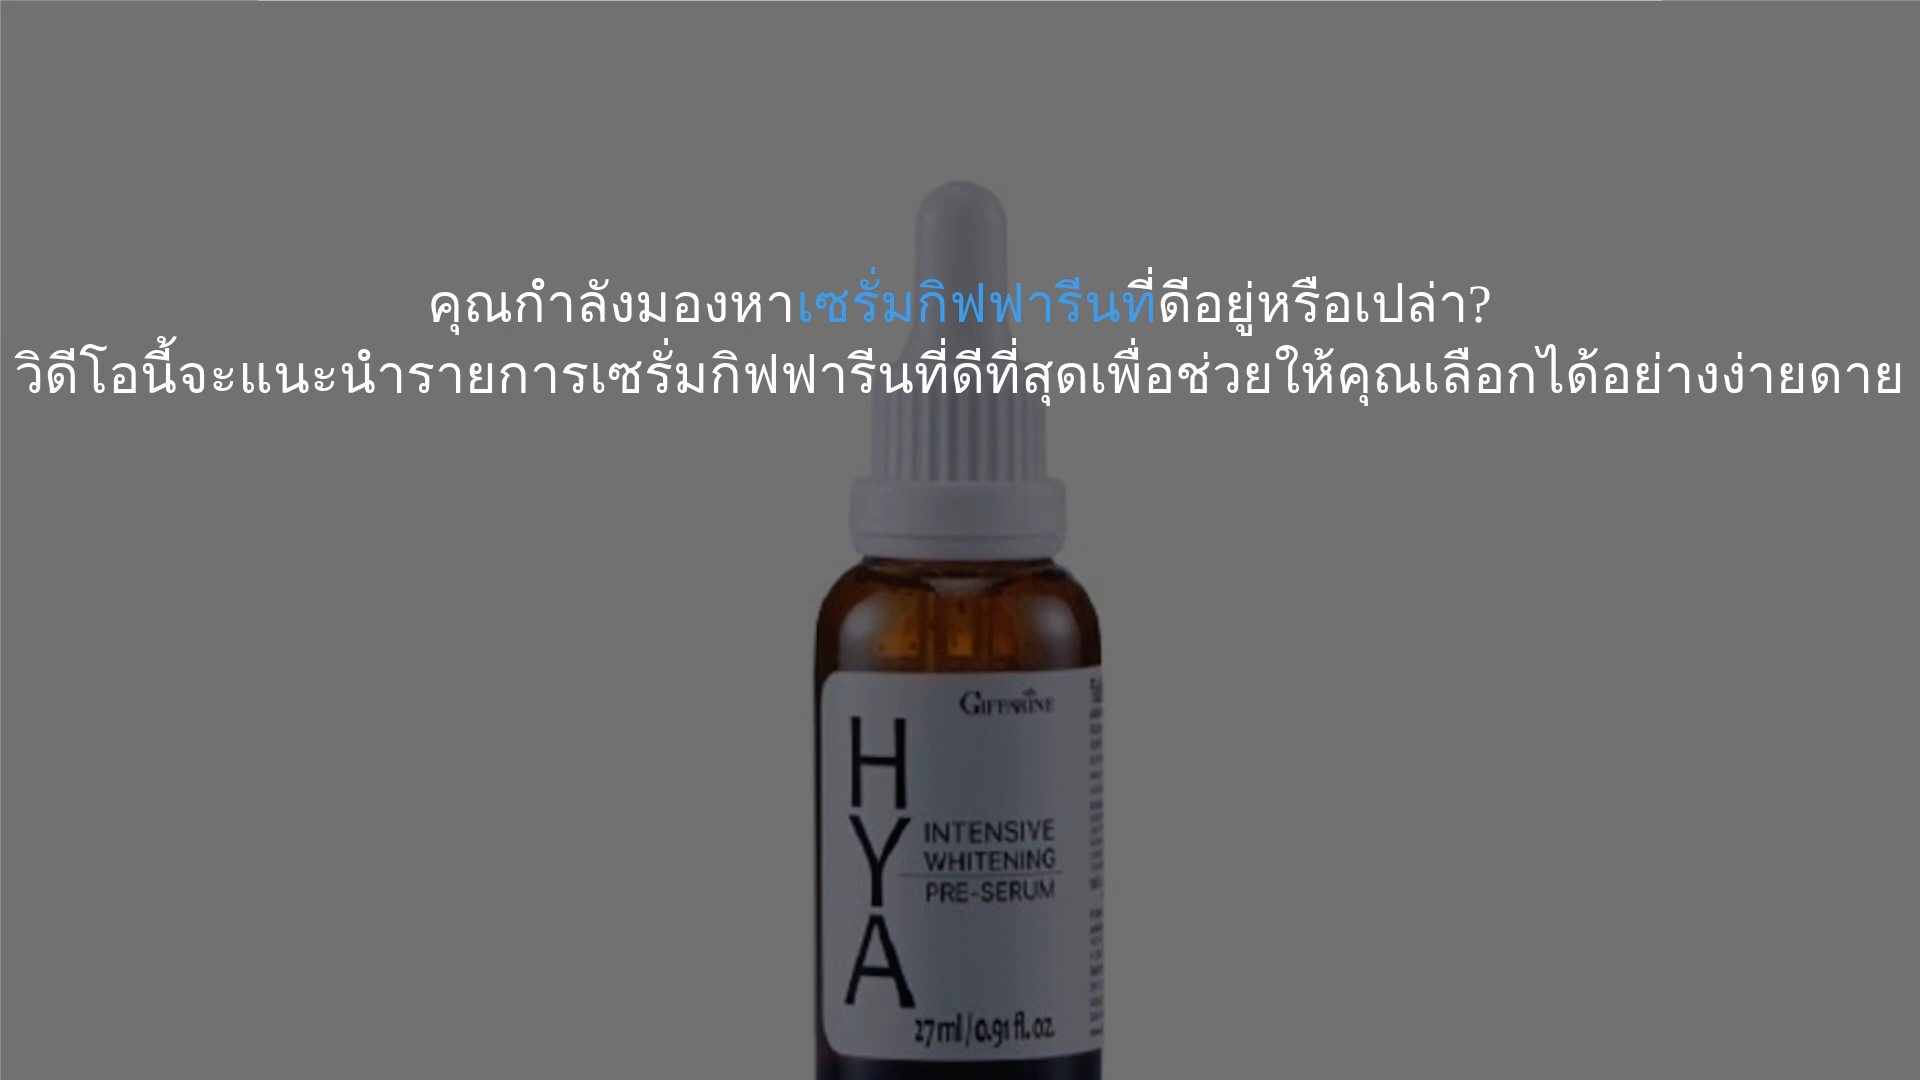 คุณกำลังมองหาเซรั่มกิฟฟารีนที่ดีอยู่หรือเปล่า?
วิดีโอนี้จะแนะนำรายการเซรั่มกิฟฟารีนที่ดีที่สุดเพื่อช่วยให้คุณเลือกได้อย่างง่ายดาย
GIFFARINE
HYA
INTENSIVE
WHITENING
PRE-SERUM
27ml/0.91 fl.oz